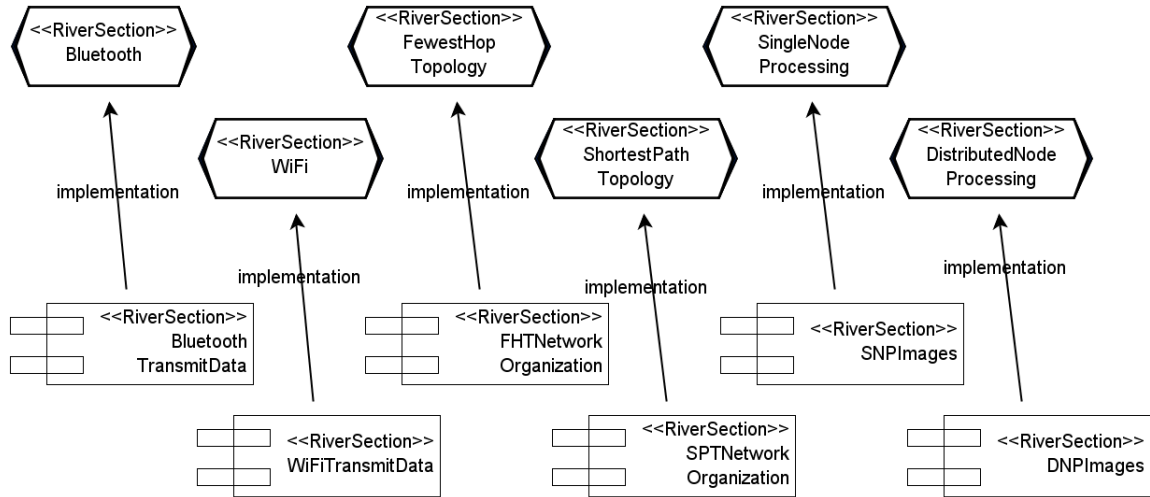 <<RiverSection>>
Bluetooth
<<RiverSection>>
FewestHop
Topology
<<RiverSection>>
SingleNode
Processing
<<RiverSection>>
WiFi
<<RiverSection>>
ShortestPath
Topology
<<RiverSection>>
DistributedNode
Processing
implementation
implementation
implementation
implementation
implementation
implementation
<<RiverSection>>
Bluetooth
TransmitData
<<RiverSection>>
FHTNetwork
Organization
<<RiverSection>>
SNPImages
<<RiverSection>>
WiFiTransmitData
<<RiverSection>>
SPTNetwork
Organization
<<RiverSection>>
DNPImages